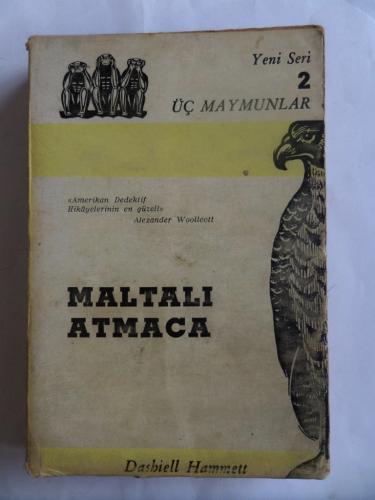 Yeni Seri
2
ÜÇ MAYMUNLAR
«Amerikan Dedektif
Hikâyelerinin en güzeli»
Alexander Woollcott
MALTALI
ATMACA
Dashiell Hammett